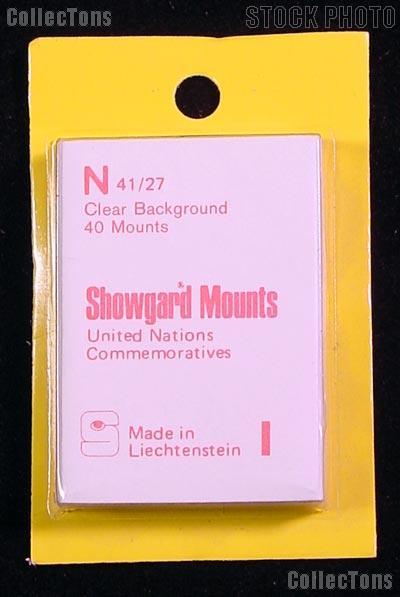 CollecTons
STOCK PHOTO
N 41/27
Clear Background
40 Mounts
Showgard Mounts
United Nations
Commemoratives
Made in
Liechtenstein
CollecTons